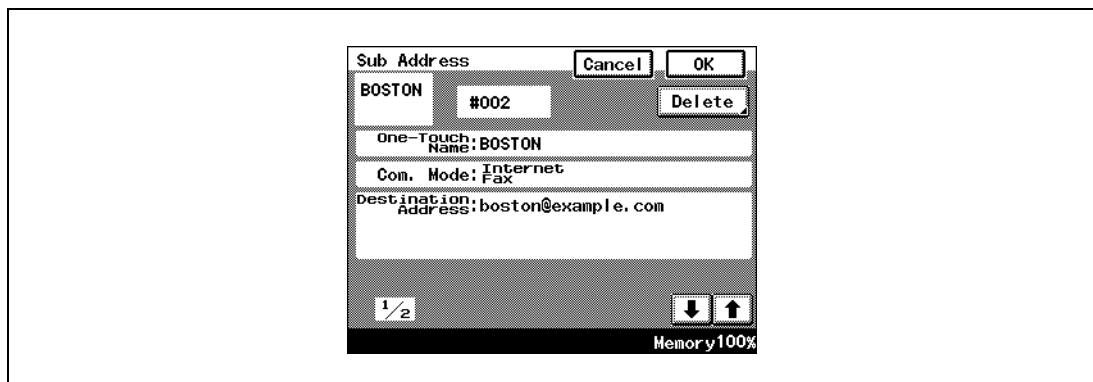 Sub Address Cancel OK
BOSTON #002 Delete
One-Touch Name: BOSTON
Com. Mode: Internet Fax
Destination Address: boston@example.com
1/2
Memory100%